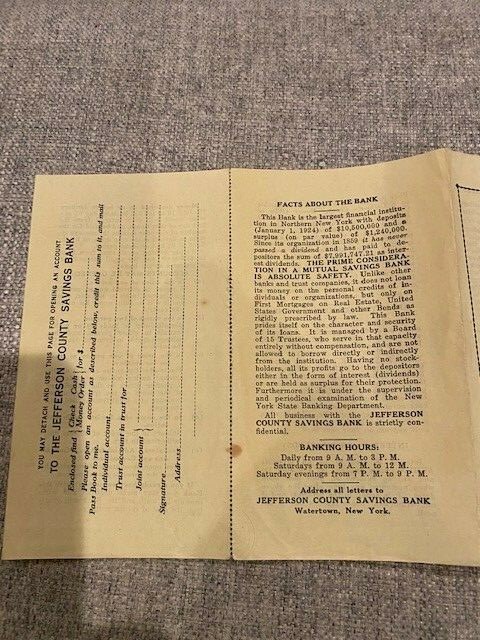 YOU MAY DETACH AND USE THIS PAGE FOR OPENING AN ACCOUNT
TO THE JEFFERSON COUNTY SAVINGS BANK
Enclosed find { Check Cash
Money Order } for $
Please open an account as described below, credit this sum to it, and mail
Pass Book to me.
Individual account
Trust account in Trust for
Joint account }
Signature
Address
FACTS ABOUT THE BANK
This Bank is the largest financial institu-
tion in Northern New York with deposits
(January 1, 1924) of $10,500,000 and a
surplus (on par value) of $1,240,000.
Since its organization in 1859 it has never
passed a dividend and has paid to de-
positors the sum of $7,991,747.21 as inter-
est dividends. THE PRIME CONSIDERA-
TION IN A MUTUAL SAVINGS BANK
IS ABSOLUTE SAFETY. Unlike other
banks and trust companies, it does not loan
its money on the personal credits of in-
dividuals or organizations, but only on
First Mortgages on Real Estate, United
States Government and other Bonds as
rigidly prescribed by law. This Bank
prides itself on the character and security
of its loans. It is managed by a Board
of 15 Trustees, who serve in that capacity
entirely without compensation, and are not
allowed to borrow directly or indirectly
from the institution. Having no stock-
holders, all its profits go to the depositors
either in the form of interest (dividends)
or are held as surplus for their protection.
Furthermore it is under the supervision
and periodical examination of the New
York State Banking Department.
All business with the JEFFERSON
COUNTY SAVINGS BANK is strictly con-
fidential.
BANKING HOURS:
Daily from 9 A. M. to 3 P. M.
Saturdays from 9 A. M. to 12 M.
Saturday evenings from 7 P. M. to 9 P. M.
Address all letters to
JEFFERSON COUNTY SAVINGS BANK
Watertown, New York.